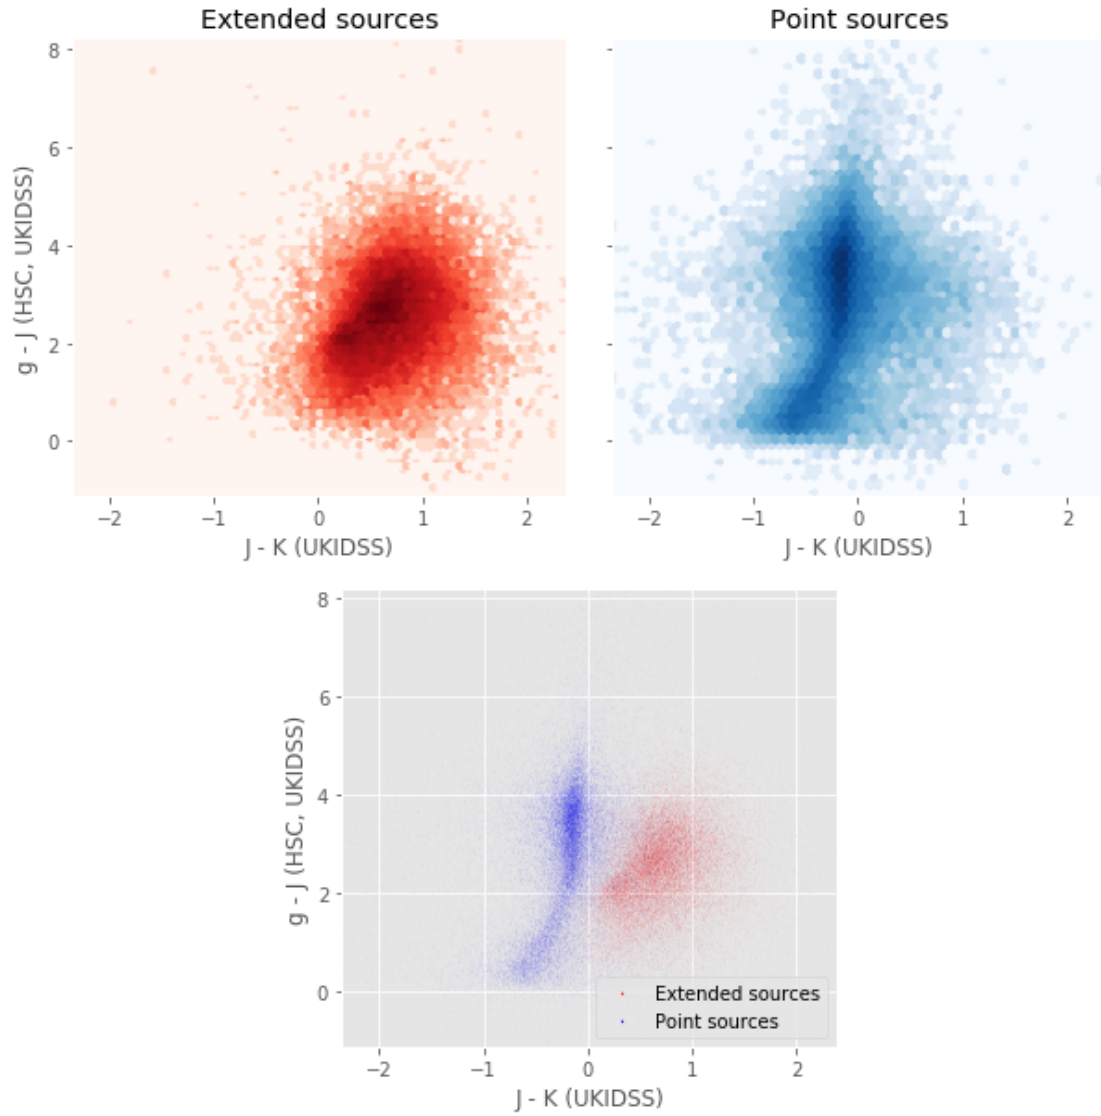 Extended sources
Point sources
8
6
4
2
0
g - J (HSC, UKIDSS)
−2 −1 0 1 2
−2 −1 0 1 2
J - K (UKIDSS)
J - K (UKIDSS)
8
6
4
2
0
g - J (HSC, UKIDSS)
Extended sources
Point sources
−2 −1 0 1 2
J - K (UKIDSS)